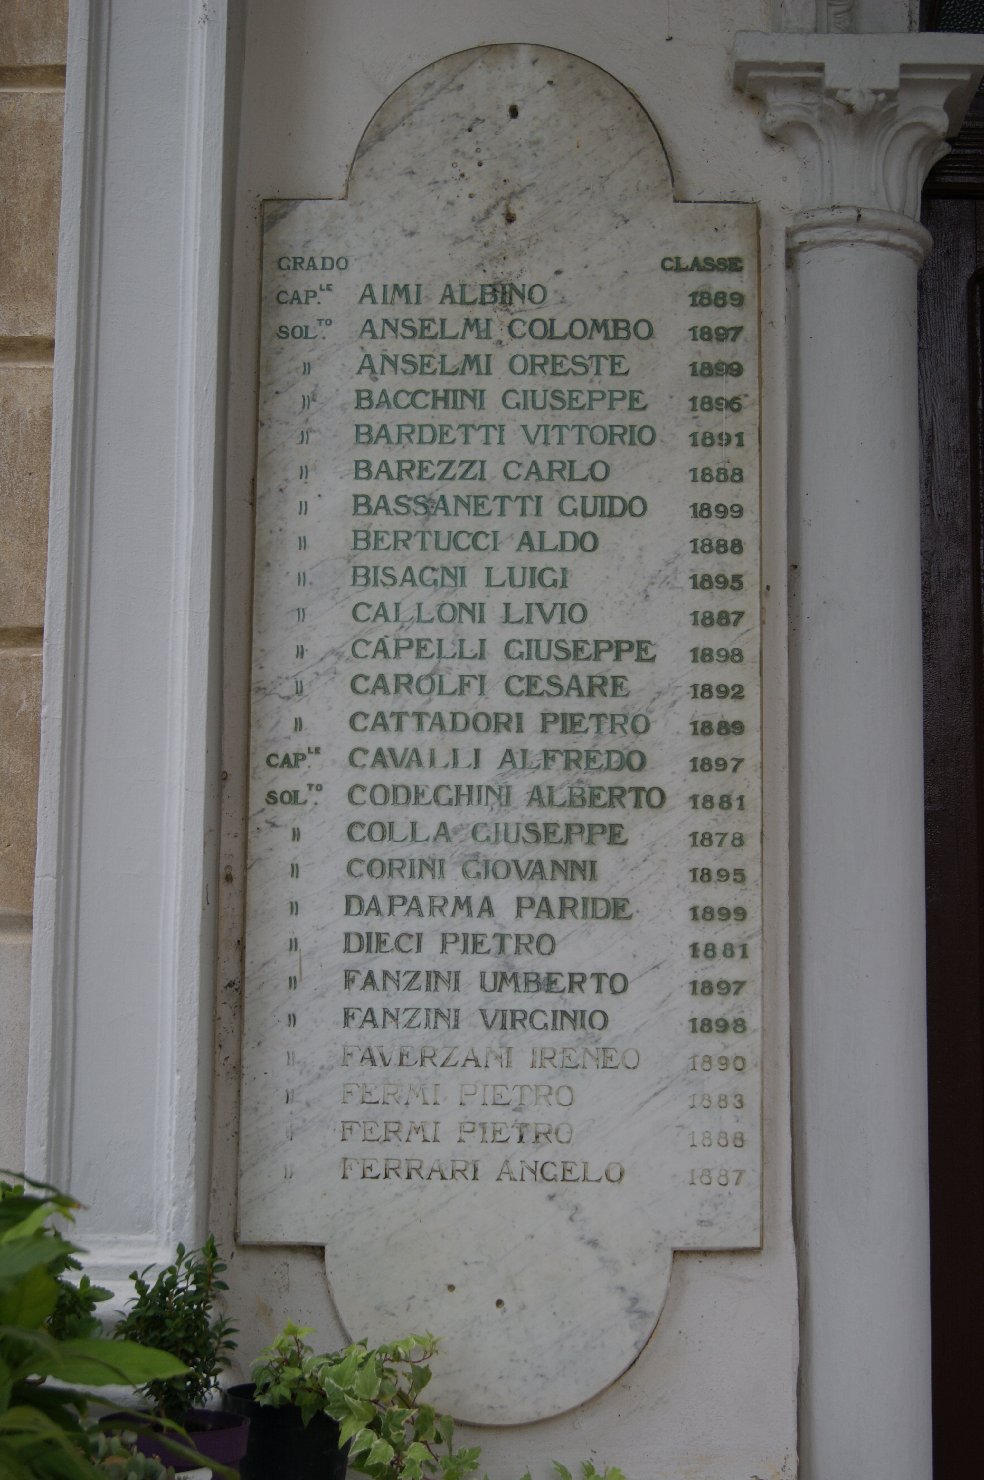 GRADO CLASSE
CAP.LE AIMI ALBINO 1889
SOL.TO ANSELMI COLOMBO 1897
" ANSELMI ORESTE 1899
" BACCHINI GIUSEPPE 1896
" BARDETTI VITTORIO 1891
" BAREZZI CARLO 1888
" BASSANETTI GUIDO 1899
" BERTUCCI ALDO 1888
" BISAGNI LUIGI 1895
" CALLONI LIVIO 1887
" CAPELLI GIUSEPPE 1898
" CAROLFI CESARE 1892
" CATTADORI PIETRO 1889
CAP.LE CAVALLI ALFREDO 1897
SOL.TO CODEGHINI ALBERTO 1881
" COLLA GIUSEPPE 1878
" CORINI GIOVANNI 1895
" DAPARMA PARIDE 1899
" DIECI PIETRO 1881
" FANZINI UMBERTO 1897
" FANZINI VIRGINIO 1898
" FAVERZANI IRENEO 1890
" FERMI PIETRO 1883
" FERMI PIETRO 1888
" FERRARI ANGELO 1887